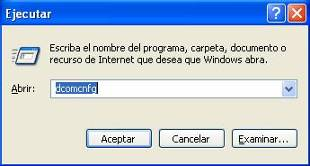 Ejecutar
Escriba el nombre del programa, carpeta, documento o
recurso de Internet que desea que Windows abra.
Abrir: dcomcnfg
Aceptar Cancelar Examinar...